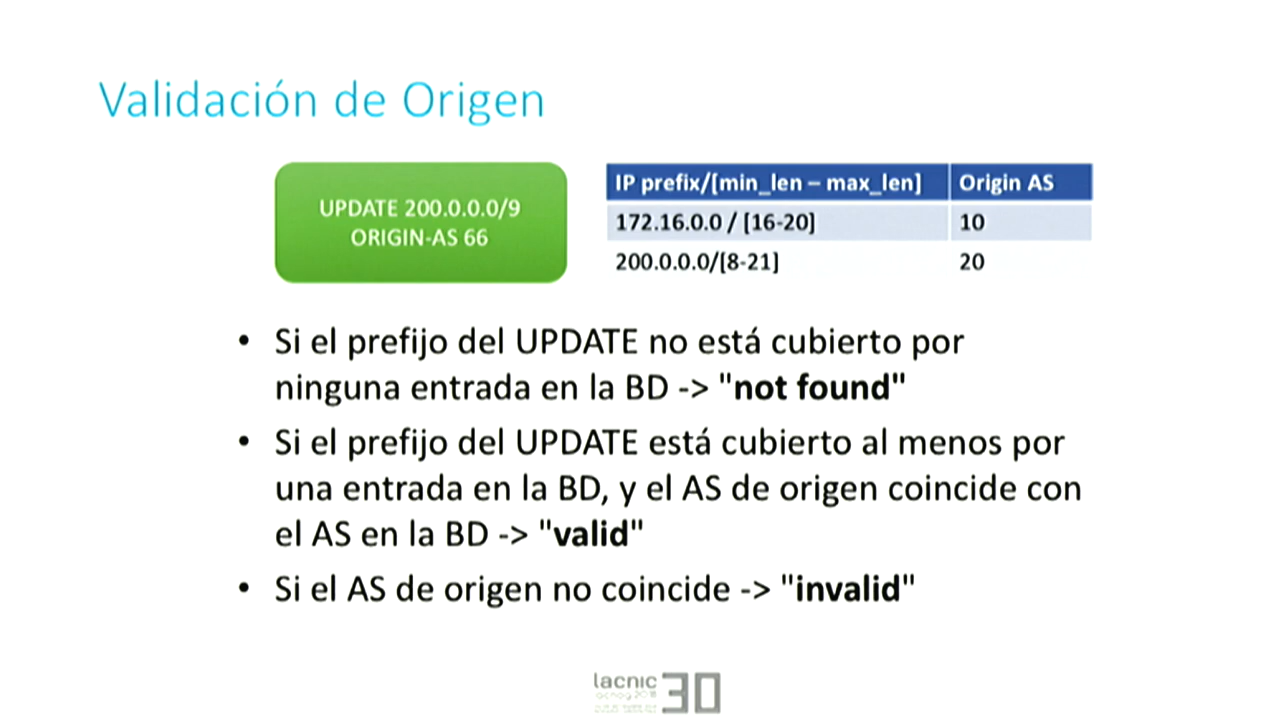 Validación de Origen
UPDATE 200.0.0.0/9
ORIGIN-AS 66
IP prefix/[min_len – max_len] Origin AS
172.16.0.0 / [16-20] 10
200.0.0.0/[8-21] 20
• Si el prefijo del UPDATE no está cubierto por
ninguna entrada en la BD -> "not found"
• Si el prefijo del UPDATE está cubierto al menos por
una entrada en la BD, y el AS de origen coincide con
el AS en la BD -> "valid"
• Si el AS de origen no coincide -> "invalid"
lacnic 30